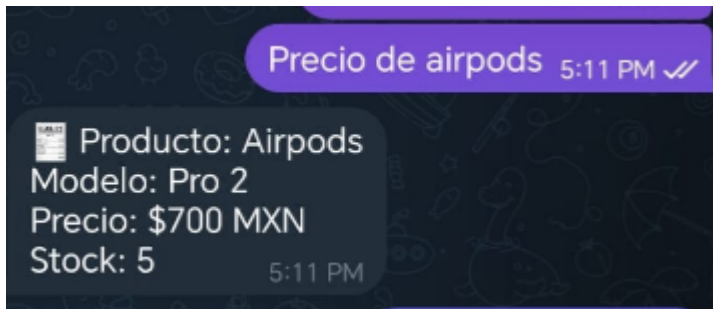 Precio de airpods 5:11 PM
🧾 Producto: Airpods
Modelo: Pro 2
Precio: $700 MXN
Stock: 5 5:11 PM